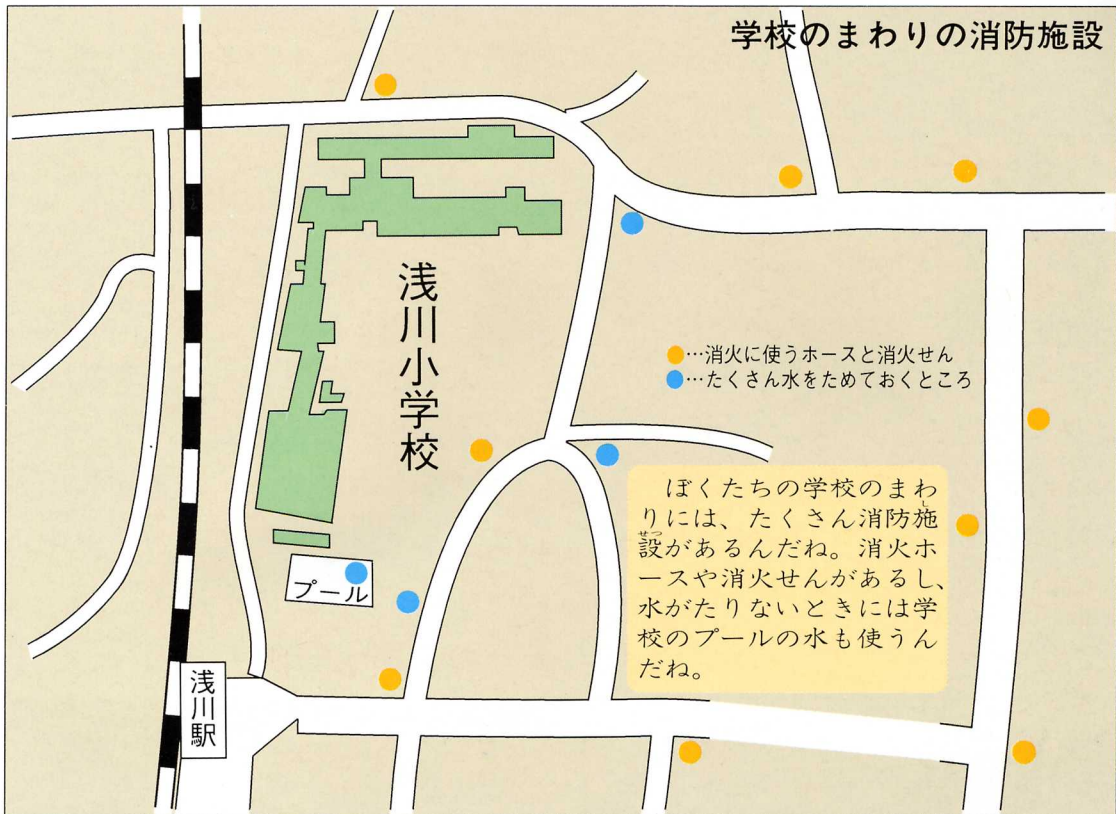 学校のまわりの消防施設
浅川小学校
●…消火に使うホースと消火せん
●…たくさん水をためておくところ
ぼくたちの学校のまわ
りには、たくさん消防施
設があるんだね。消火ホ
ースや消火せんがあるし、
水がたりないときには学
校のプールの水も使うん
だね。
プール
浅川駅